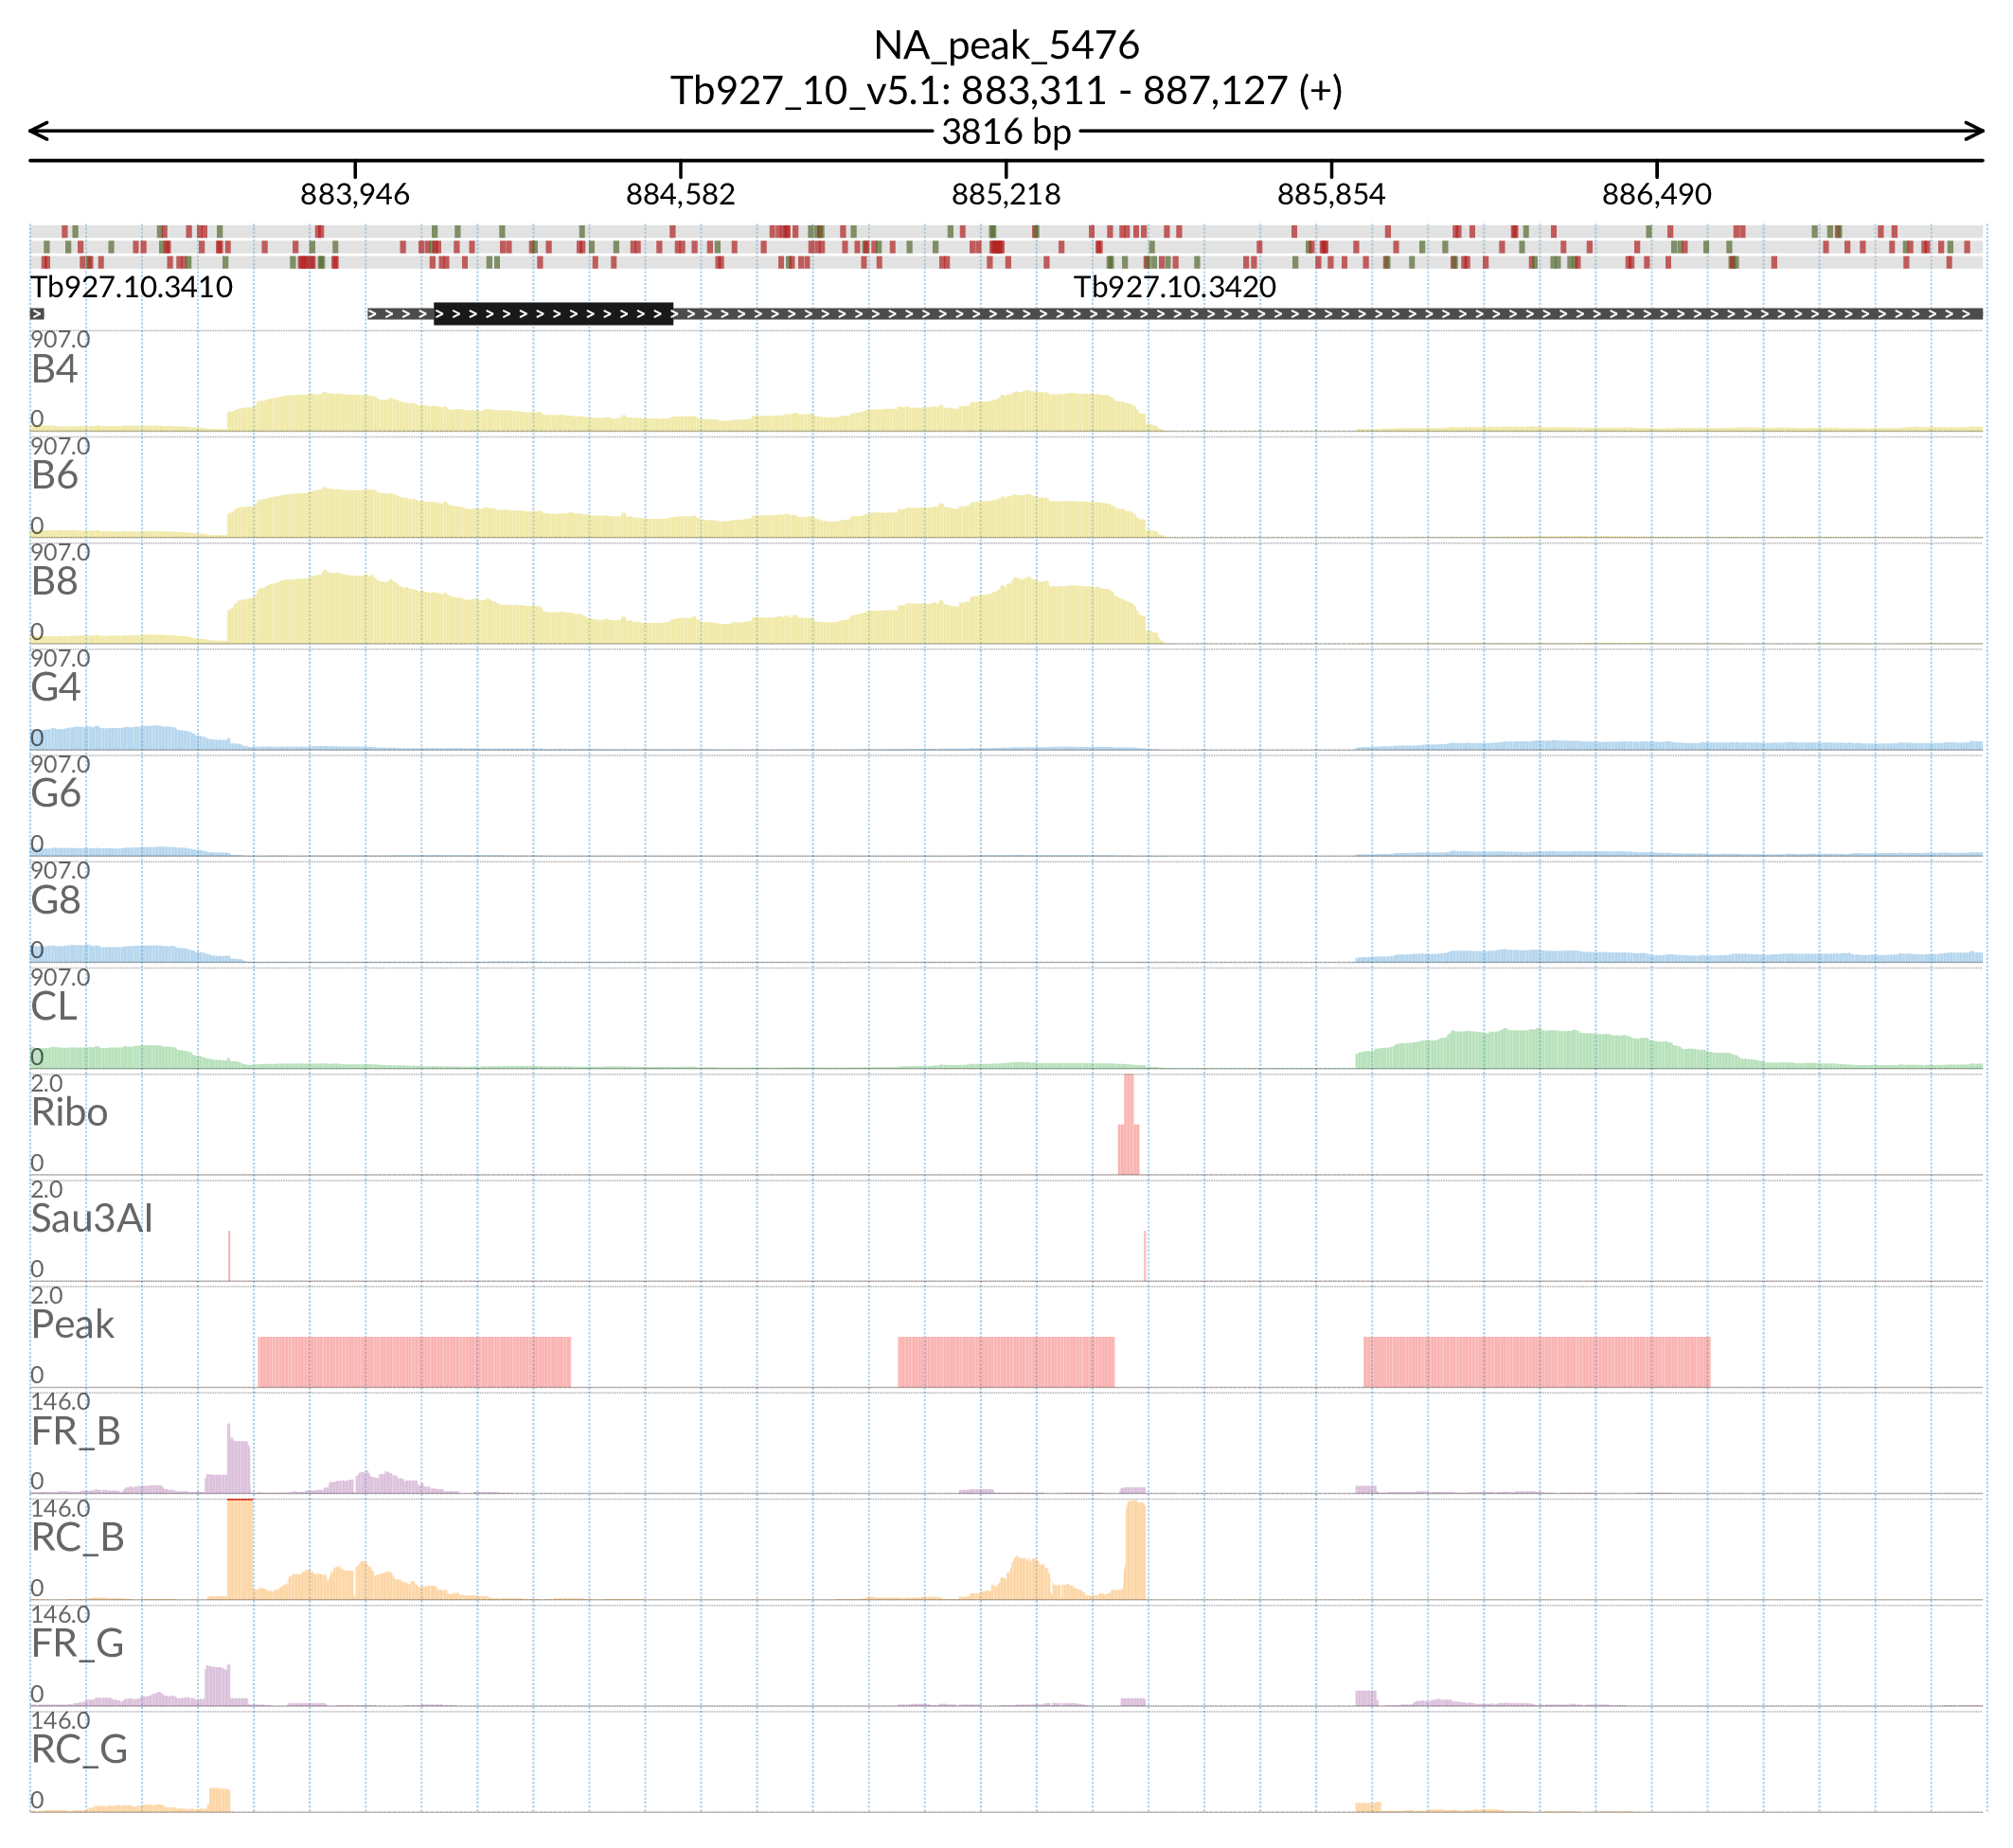 NA_peak_5476
Tb927_10_v5.1: 883,311 - 887,127 (+)
3816 bp
883,946 884,582 885,218 885,854 886,490
Tb927.10.3410 Tb927.10.3420
907.0
B4
0
907.0
B6
0
907.0
B8
0
907.0
G4
0
907.0
G6
0
907.0
G8
0
907.0
CL
0
2.0
Ribo
0
2.0
Sau3AI
0
2.0
Peak
0
146.0
FR_B
0
146.0
RC_B
0
146.0
FR_G
0
146.0
RC_G
0